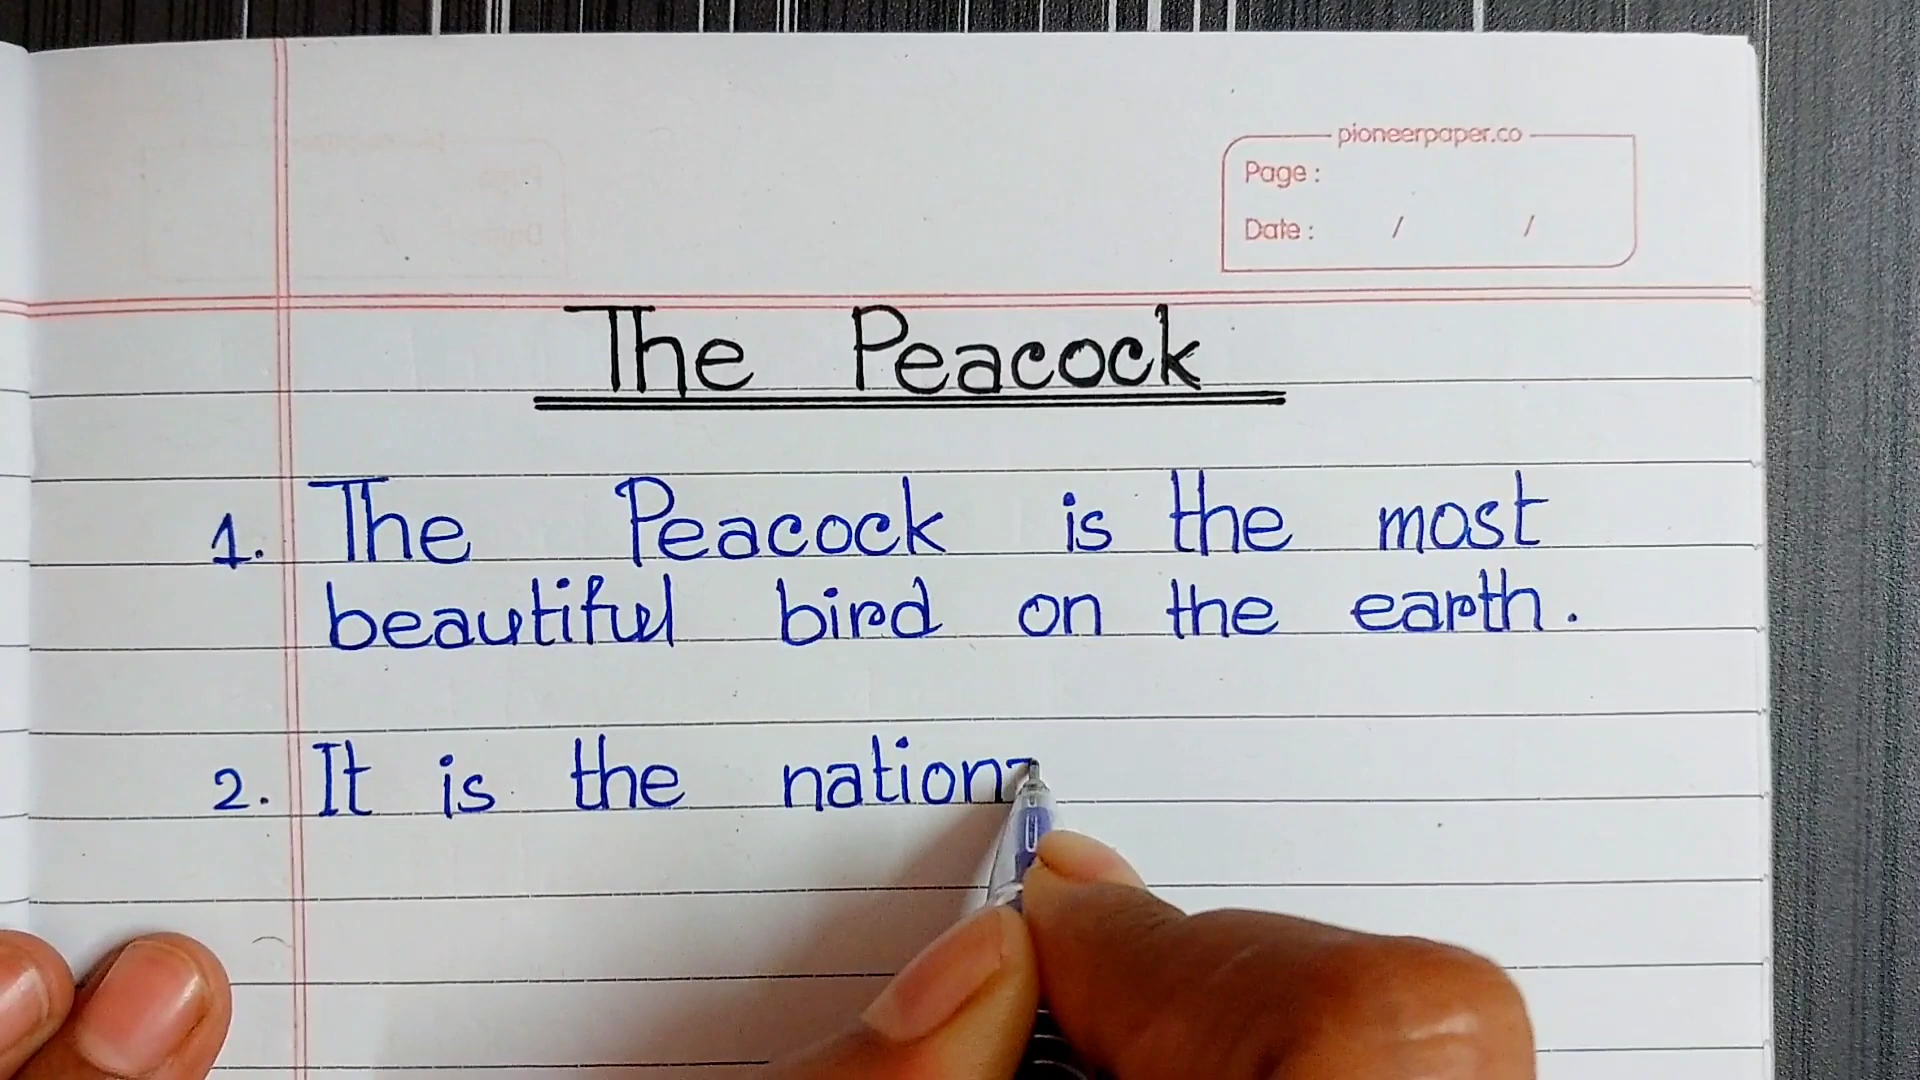 pioneerpaper.co
Page :
Date : / /
The Peacock
1. The Peacock is the most
beautiful bird on the earth.
2. It is the nation